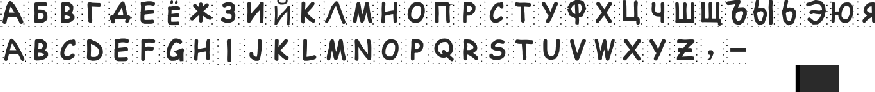 АБВГДЕЁЖЗИЙКЛМНОПРСТУФХЦЧШЩЪЫЬЭЮЯ
ABCDEFGHIJKLMNOPQRSTUVWXYZ,-